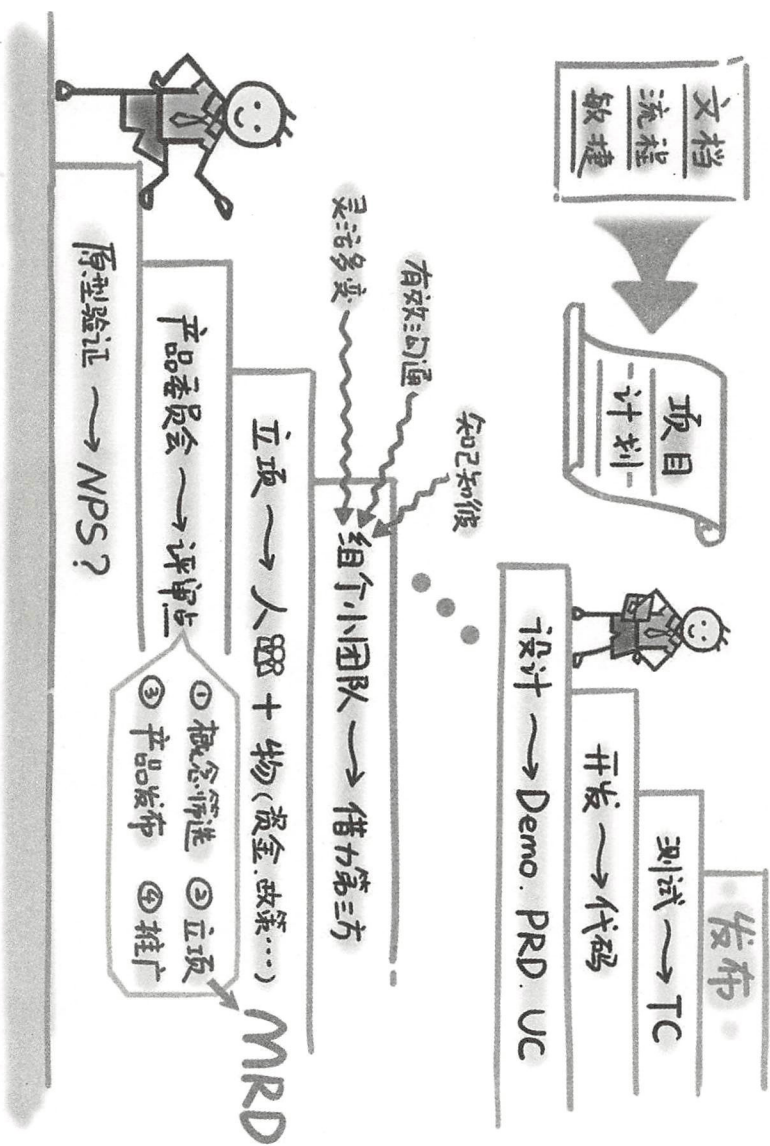 文档
流程
敏捷
项目
计划
发布
测试→TC
开发→代码
设计→Demo. PRD. UC
知己知彼
有效沟通
灵活多变
组个小团队→借力第三方
立项→人+物(资金.政策…)
产品委员会→评审点
①概念筛选 ②立项
③产品发布 ④推广
MRD
原型验证→NPS?